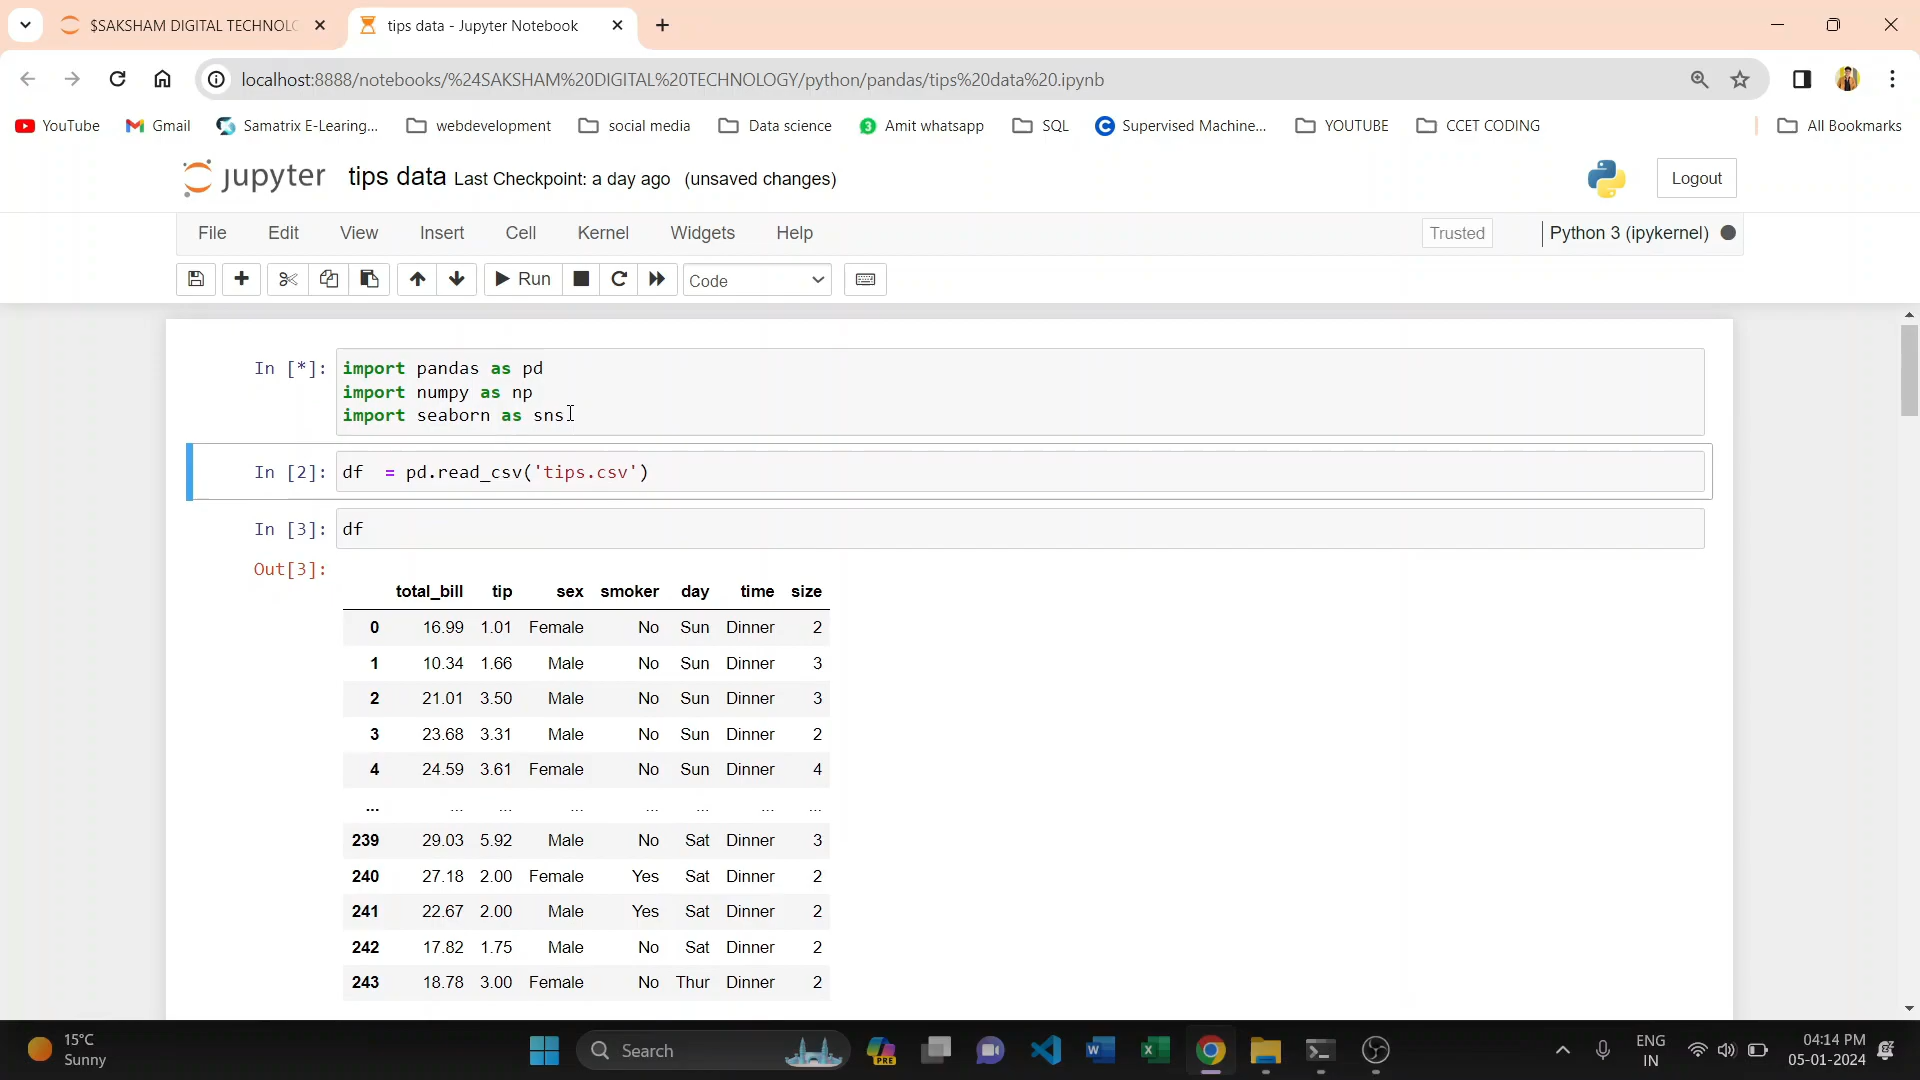 $SAKSHAM DIGITAL TECHNOLO
tips data - Jupyter Notebook
localhost:8888/notebooks/%24SAKSHAM%20DIGITAL%20TECHNOLOGY/python/pandas/tips%20data%20.ipynb
YouTube Gmail Samatrix E-Learing... webdevelopment social media Data science 3 Amit whatsapp SQL Supervised Machine... YOUTUBE CCET CODING All Bookmarks
jupyter tips data Last Checkpoint: a day ago (unsaved changes) Logout
File Edit View Insert Cell Kernel Widgets Help Trusted Python 3 (ipykernel)
Run Code
In [*]: import pandas as pd
import numpy as np
import seaborn as sns
In [2]: df = pd.read_csv('tips.csv')
In [3]: df
Out[3]:
total_bill tip sex smoker day time size
0 16.99 1.01 Female No Sun Dinner 2
1 10.34 1.66 Male No Sun Dinner 3
2 21.01 3.50 Male No Sun Dinner 3
3 23.68 3.31 Male No Sun Dinner 2
4 24.59 3.61 Female No Sun Dinner 4
... ... ... ... ... ... ... ...
239 29.03 5.92 Male No Sat Dinner 3
240 27.18 2.00 Female Yes Sat Dinner 2
241 22.67 2.00 Male Yes Sat Dinner 2
242 17.82 1.75 Male No Sat Dinner 2
243 18.78 3.00 Female No Thur Dinner 2
15°C
Sunny
Search
PRE
ENG
IN
04:14 PM
05-01-2024